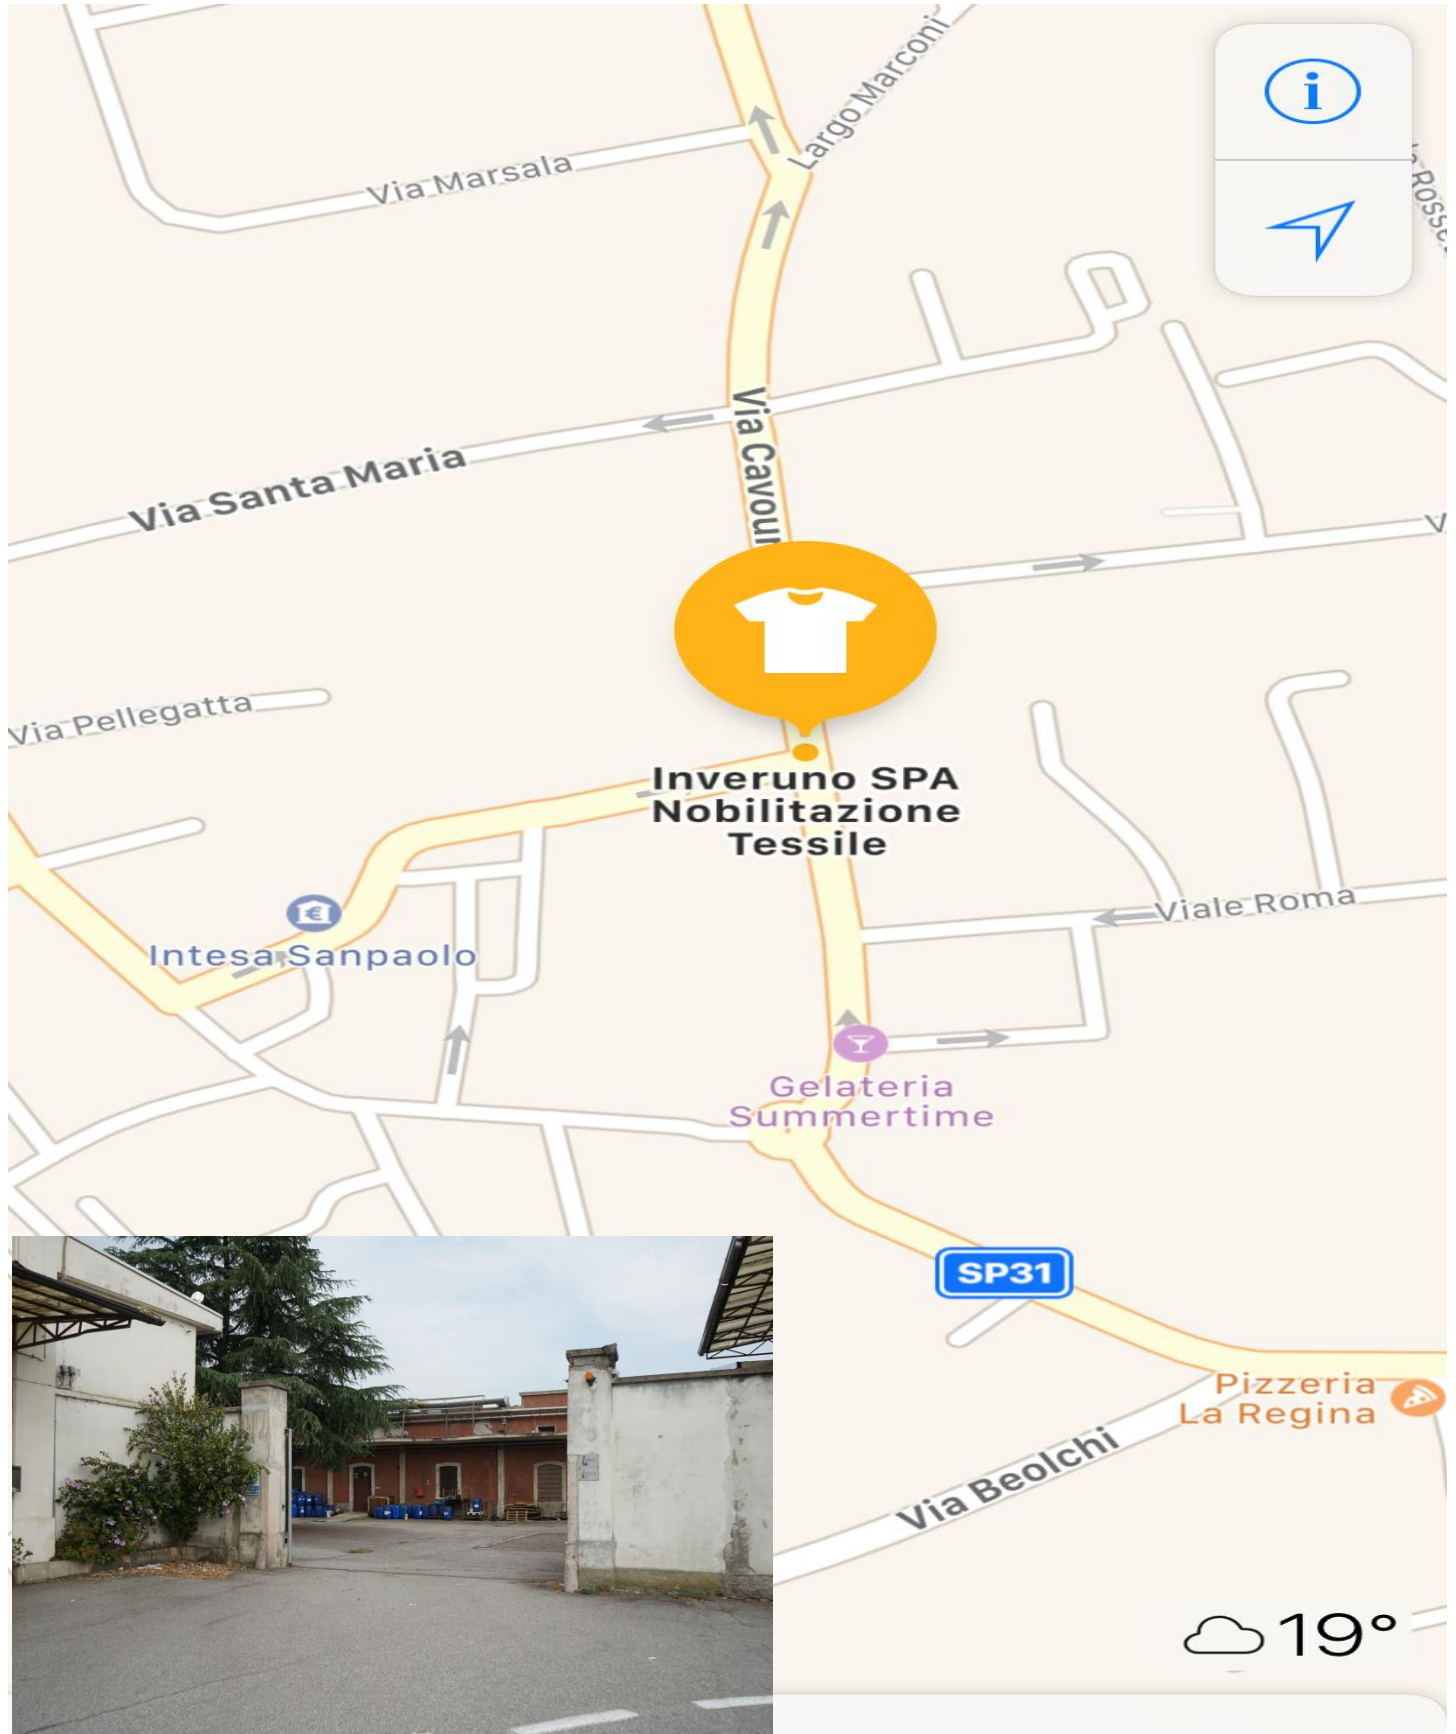 Largo Marconi
Via Marsala
Via Cavour
Via Santa Maria
Via Pellegatta
Inveruno SPA
Nobilitazione
Tessile
Viale Roma
Intesa Sanpaolo
Gelateria
Summertime
SP31
Pizzeria
La Regina
Via Beolchi
19°